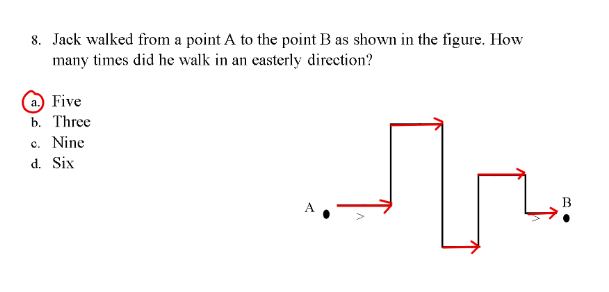 8. Jack walked from a point A to the point B as shown in the figure. How
many times did he walk in an easterly direction?
a. Five
b. Three
c. Nine
d. Six
A
B